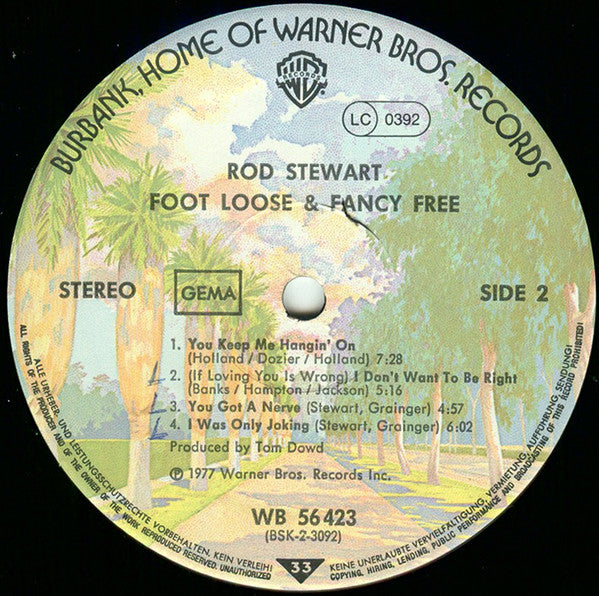 BURBANK, HOME OF WARNER BROS. RECORDS
RECORDS
LC 0392
ROD STEWART
FOOT LOOSE & FANCY FREE
STEREO
GEMA
SIDE 2
1. You Keep Me Hangin' On
(Holland / Dozier / Holland) 7:28
2. (If Loving You Is Wrong) I Don't Want To Be Right
(Banks / Hampton / Jackson) 5:16
3. You Got A Nerve (Stewart, Grainger) 4:57
4. I Was Only Joking (Stewart, Grainger) 6:02
Produced by Tom Dowd
℗ 1977 Warner Bros. Records Inc.
WB 56 423
(BSK-2-3092)
33
ALLE URHEBER- UND LEISTUNGSSCHUTZRECHTE VORBEHALTEN. KEIN VERLEIH!
KEINE UNERLAUBTE VERVIELFÄLTIGUNG, VERMIETUNG, AUFFÜHRUNG, SENDUNG!
ALL RIGHTS OF THE PRODUCER AND OF THE OWNER OF THE WORK REPRODUCED RESERVED. UNAUTHORIZED
COPYING, HIRING, LENDING, PUBLIC PERFORMANCE AND BROADCASTING OF THIS RECORD PROHIBITED!